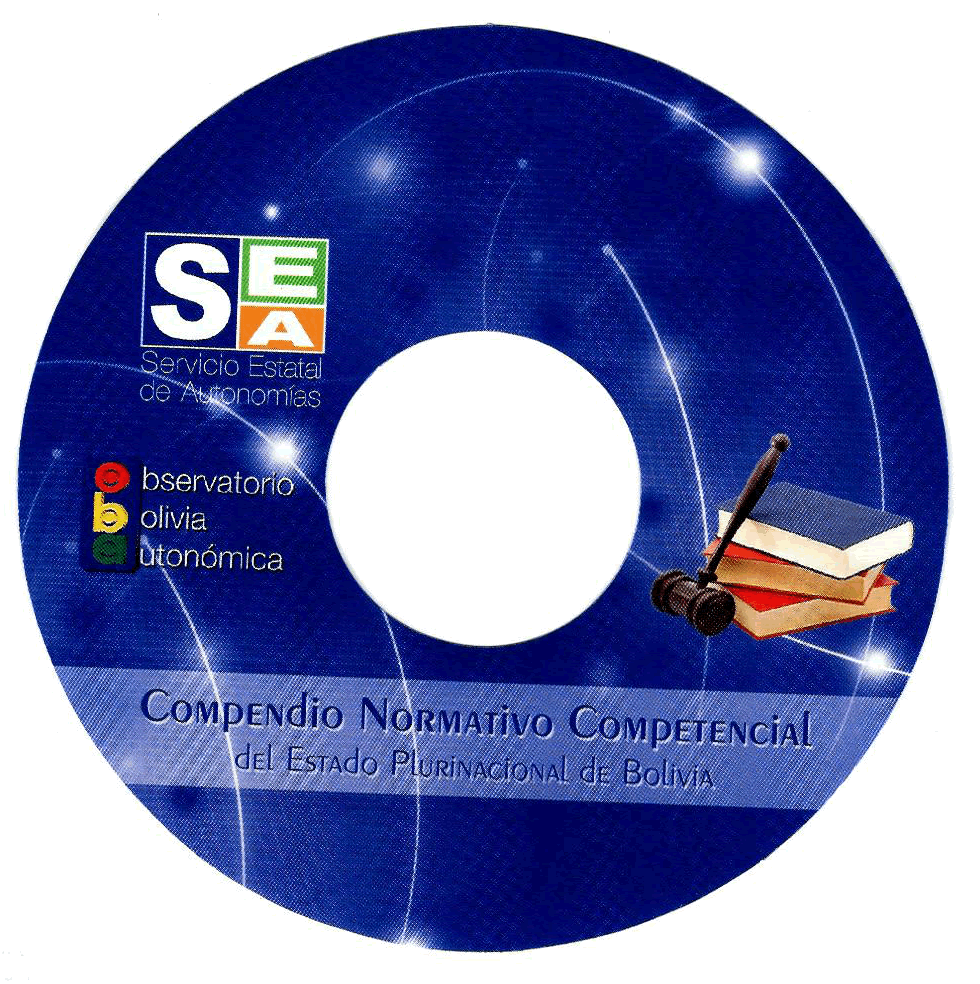 SEA
Servicio Estatal
de Autonomías
observatorio
bolivia
autonómica
Compendio Normativo Competencial
del Estado Plurinacional de Bolivia